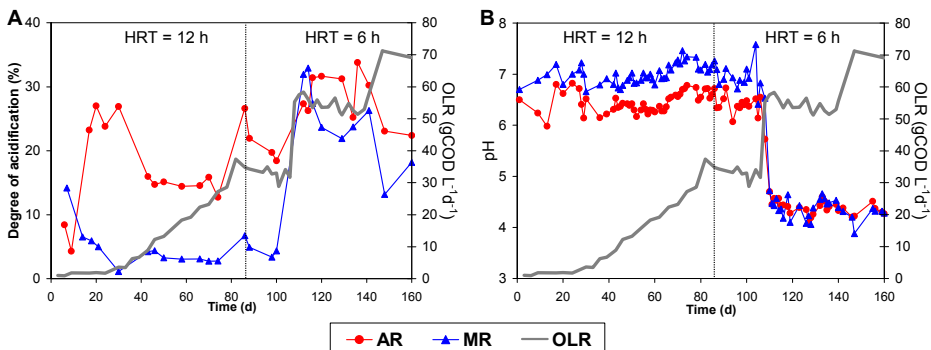 A
HRT = 12 h
HRT = 6 h
Degree of acidification (%)
40
30
20
10
0
0 20 40 60 80 100 120 140 160
Time (d)
80
70
60
50
40
30
20
10
0
OLR (gCOD L⁻¹d⁻¹)
B
HRT = 12 h
HRT = 6 h
pH
8
7
6
5
4
3
0 20 40 60 80 100 120 140 160
Time (d)
80
70
60
50
40
30
20
10
0
OLR (gCOD L⁻¹d⁻¹)
AR MR OLR